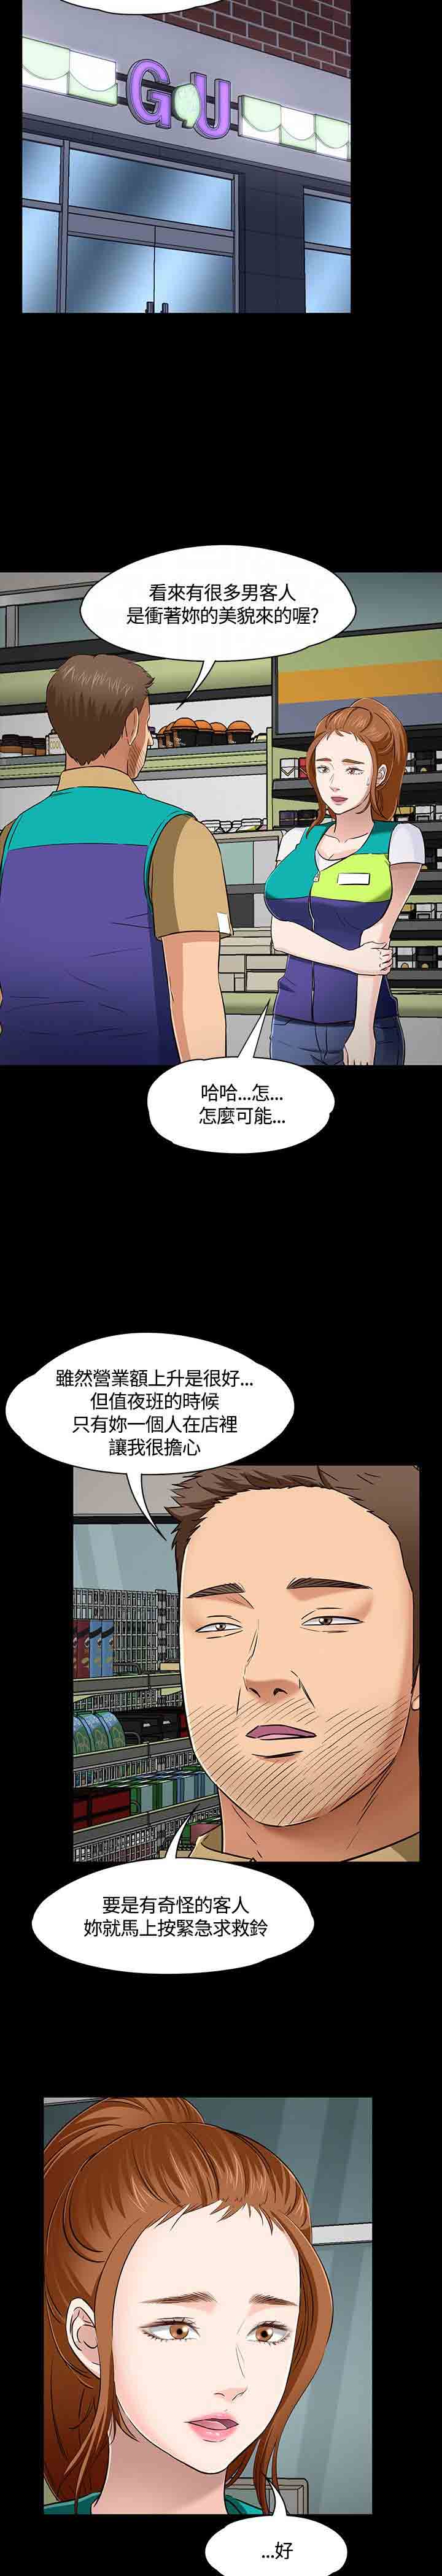 G,U
看來有很多男客人
是衝著妳的美貌來的喔?
哈哈...怎...
怎麼可能...
雖然營業額上升是很好...
但值夜班的時候
只有妳一個人在店裡
讓我很擔心
要是有奇怪的客人
妳就馬上按緊急求救鈴
...好